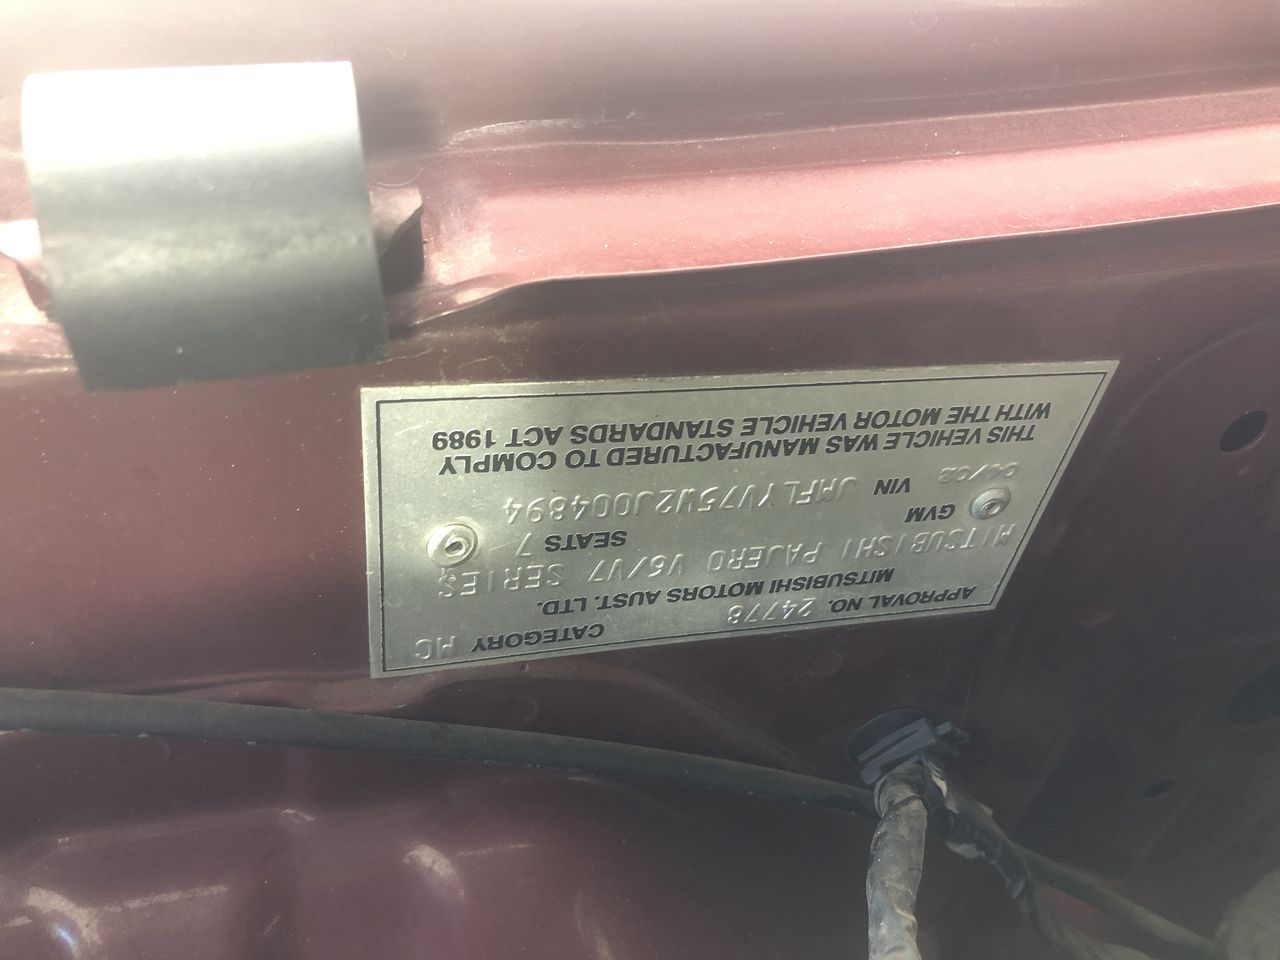 APPROVAL NO. 24778 CATEGORY MC
MITSUBISHI MOTORS AUST. LTD.
MITSUBISHI PAJERO V6/V7 SERIES
GVM SEATS 7
04/02 VIN JMFLYV75W2J004894
THIS VEHICLE WAS MANUFACTURED TO COMPLY
WITH THE MOTOR VEHICLE STANDARDS ACT 1989